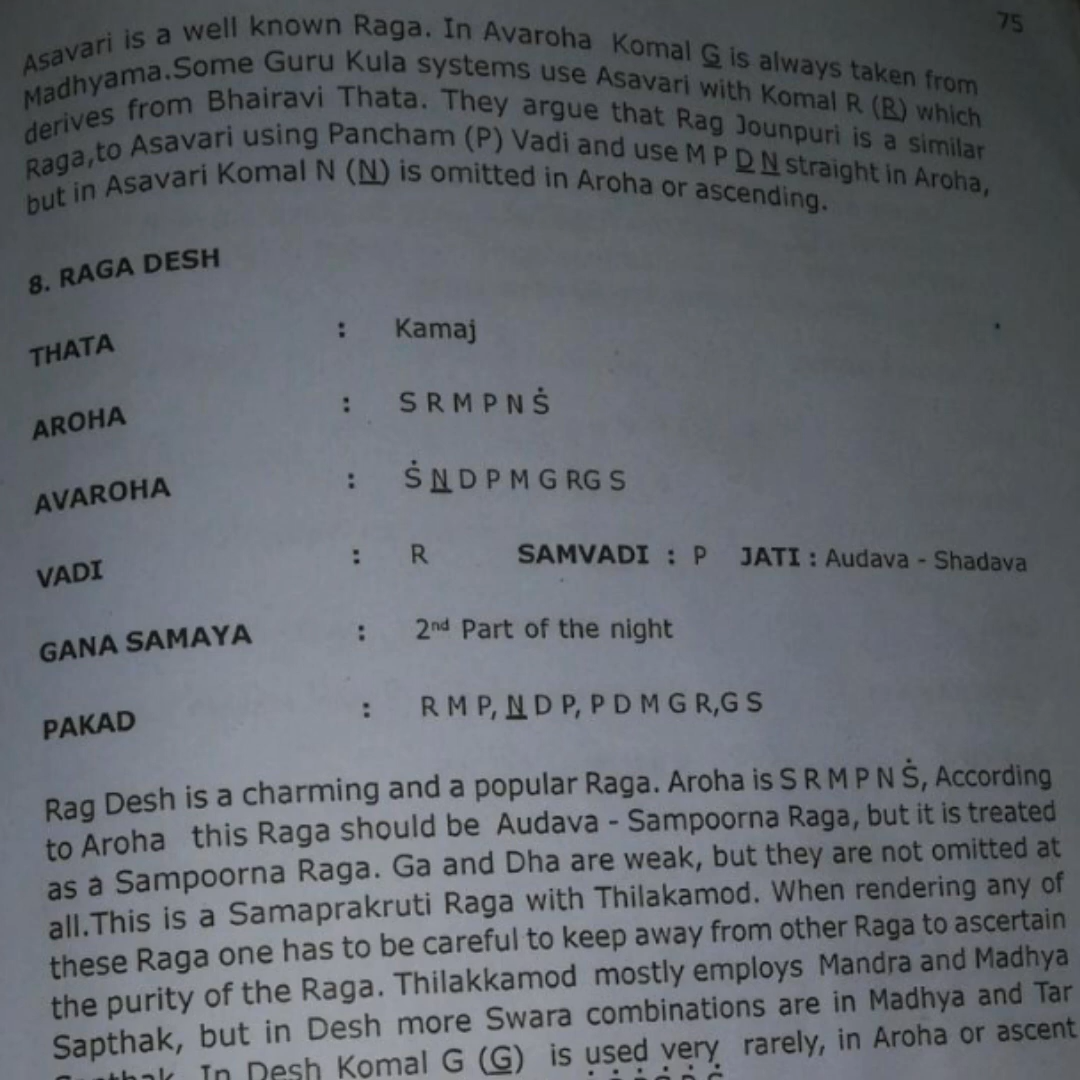 75
Asavari is a well known Raga. In Avaroha Komal G̲ is always taken from
Madhyama.Some Guru Kula systems use Asavari with Komal R (R̲) which
derives from Bhairavi Thata. They argue that Rag Jounpuri is a similar
Raga,to Asavari using Pancham (P) Vadi and use M P D̲ N̲ straight in Aroha,
but in Asavari Komal N (N̲) is omitted in Aroha or ascending.
8. RAGA DESH
THATA : Kamaj
AROHA : S R M P N Ṡ
AVAROHA : Ṡ N̲ D P M G RG S
VADI : R SAMVADI : P JATI : Audava - Shadava
GANA SAMAYA : 2nd Part of the night
PAKAD : R M P, N̲ D P, P D M G R,G S
Rag Desh is a charming and a popular Raga. Aroha is S R M P N Ṡ, According
to Aroha this Raga should be Audava - Sampoorna Raga, but it is treated
as a Sampoorna Raga. Ga and Dha are weak, but they are not omitted at
all.This is a Samaprakruti Raga with Thilakamod. When rendering any of
these Raga one has to be careful to keep away from other Raga to ascertain
the purity of the Raga. Thilakkamod mostly employs Mandra and Madhya
Sapthak, but in Desh more Swara combinations are in Madhya and Tar
In Desh Komal G (G̲) is used very rarely, in Aroha or ascent